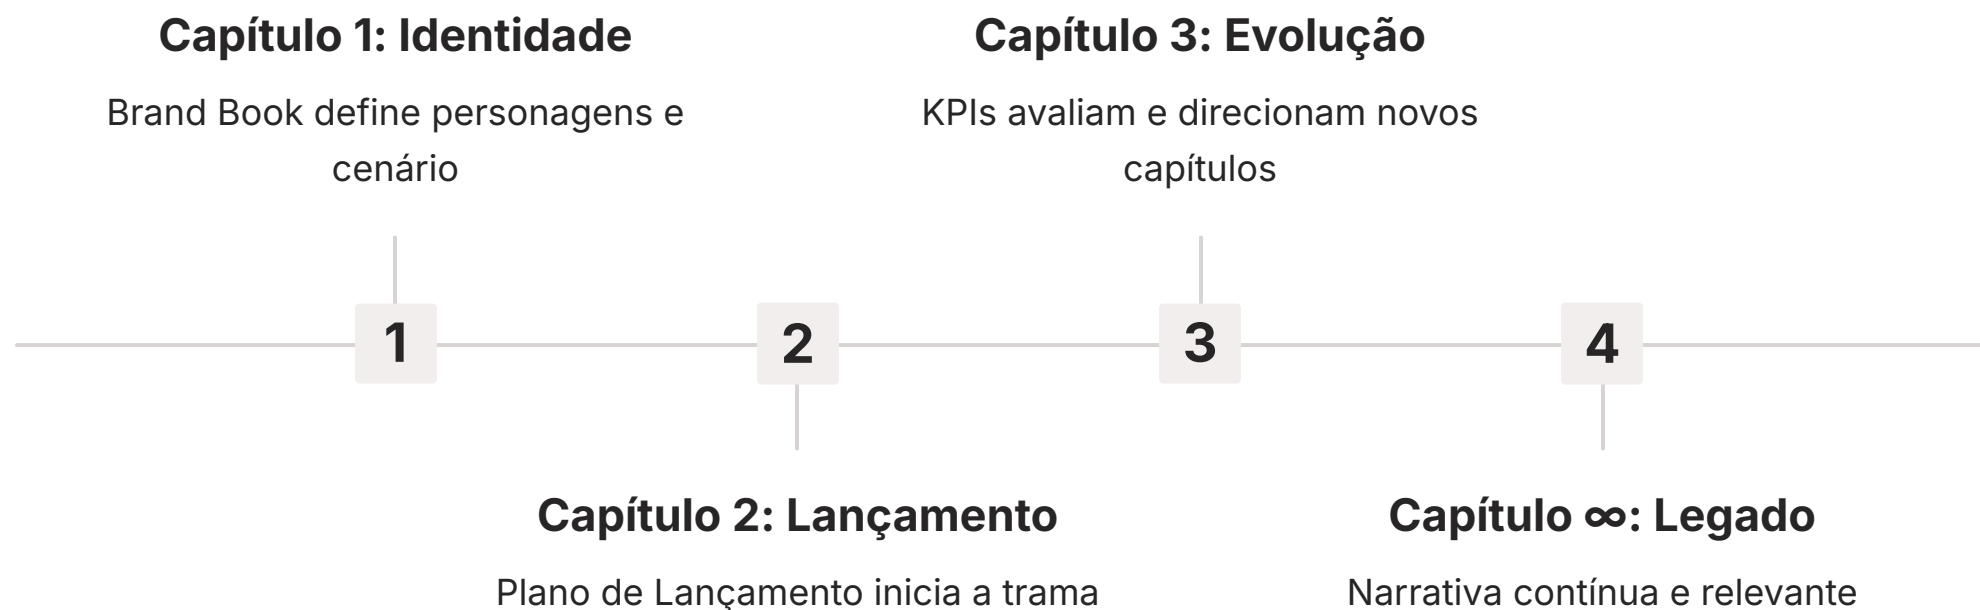 Capítulo 1: Identidade
Brand Book define personagens e
cenário
Capítulo 3: Evolução
KPIs avaliam e direcionam novos
capítulos
1
2
3
4
Capítulo 2: Lançamento
Plano de Lançamento inicia a trama
Capítulo ∞: Legado
Narrativa contínua e relevante